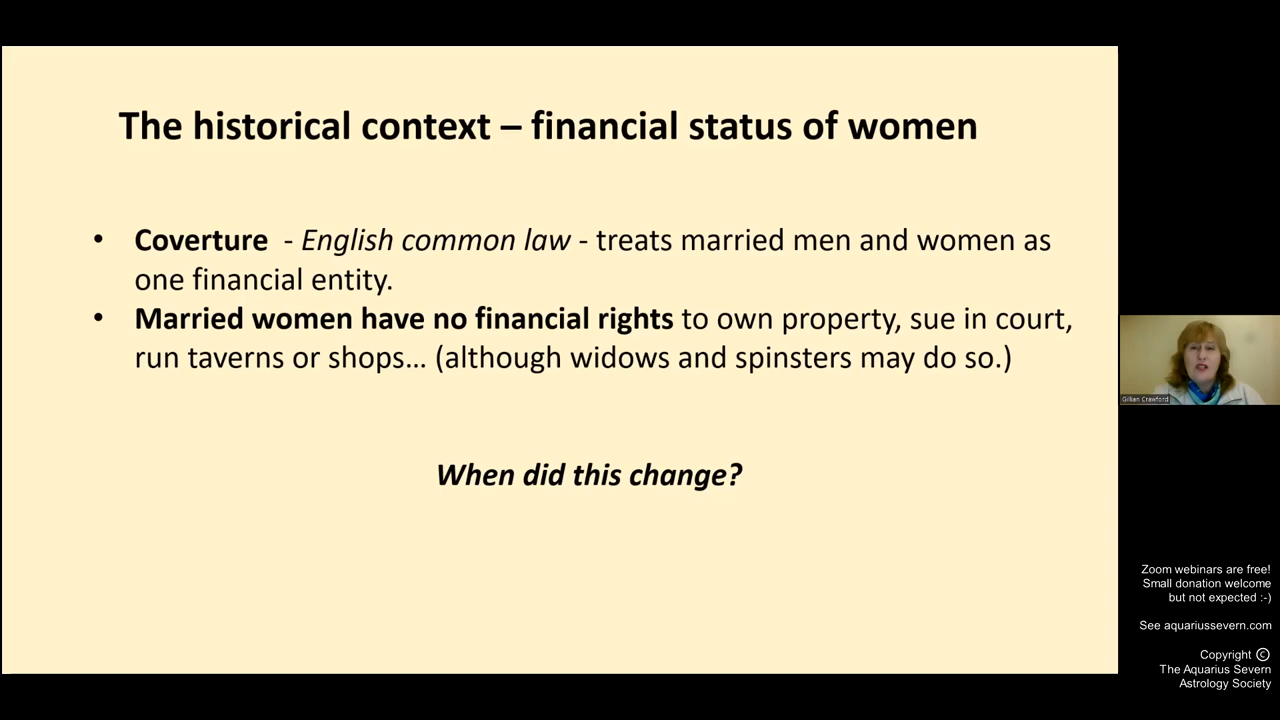 The historical context – financial status of women
• Coverture - English common law - treats married men and women as
one financial entity.
• Married women have no financial rights to own property, sue in court,
run taverns or shops... (although widows and spinsters may do so.)
When did this change?
Gillian Crawford
Zoom webinars are free!
Small donation welcome
but not expected :-)
See aquariussevern.com
Copyright ©
The Aquarius Severn
Astrology Society